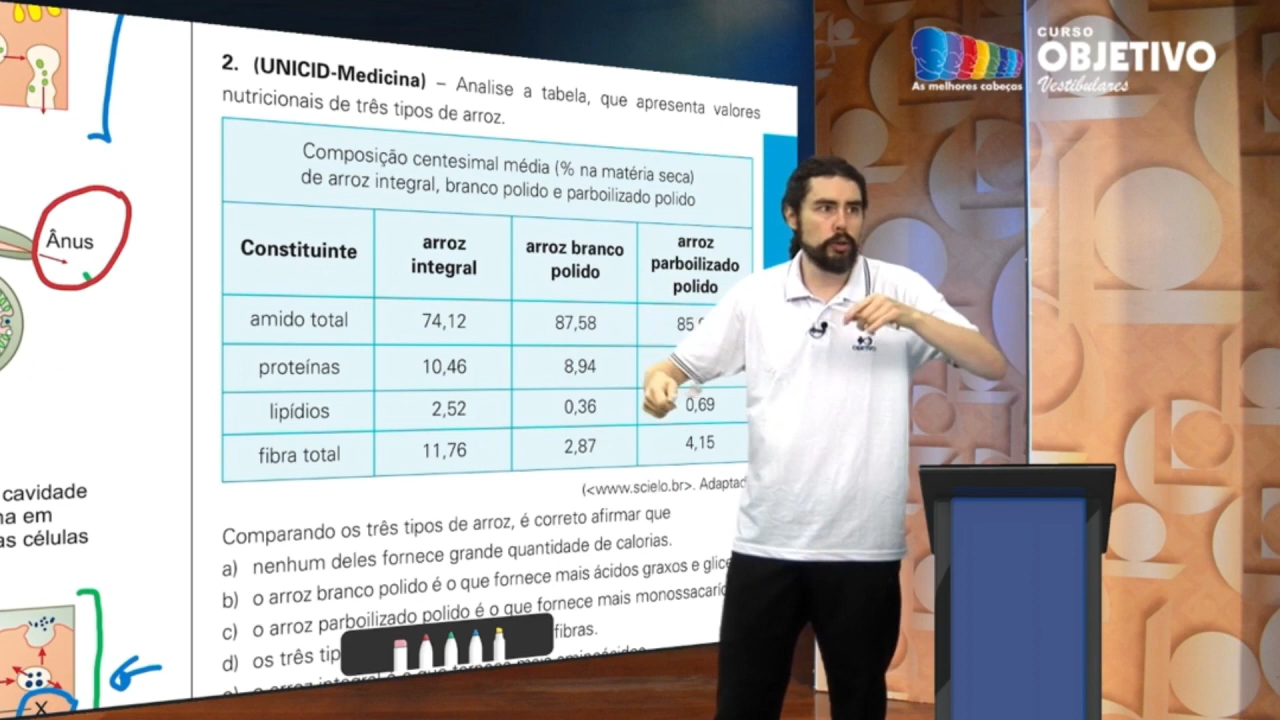 Ânus
cavidade
em
as células
X
2. (UNICID-Medicina) – Analise a tabela, que apresenta valores
nutricionais de três tipos de arroz.
Composição centesimal média (% na matéria seca)
de arroz integral, branco polido e parboilizado polido
Constituinte arroz integral arroz branco polido arroz parboilizado polido
amido total 74,12 87,58 85
proteínas 10,46 8,94
lipídios 2,52 0,36 0,69
fibra total 11,76 2,87 4,15
(<www.scielo.br>. Adaptad
Comparando os três tipos de arroz, é correto afirmar que
a) nenhum deles fornece grande quantidade de calorias.
b) o arroz branco polido é o que fornece mais ácidos graxos e glice
c) o arroz parboilizado polido é o que fornece mais monossacaríd
d) os três tip fibras.
CURSO
OBJETIVO
Vestibulares
As melhores cabeças
OBJETIVO